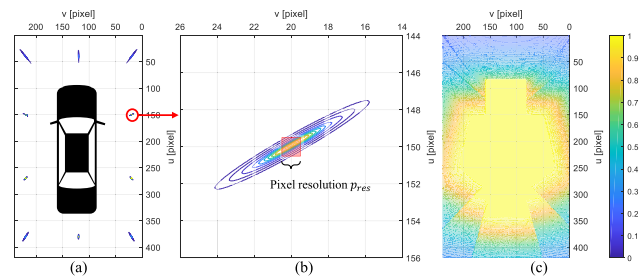 v [pixel]
200 150 100 50 0
50
100
150
200
250
300
350
400
u [pixel]
(a)
v [pixel]
26 24 22 20 18 16 14
144
146
148
150
152
154
156
u [pixel]
Pixel resolution pres
(b)
v [pixel]
200 150 100 50 0
50
100
150
200
250
300
350
400
u [pixel]
(c)
1
0.9
0.8
0.7
0.6
0.5
0.4
0.3
0.2
0.1
0